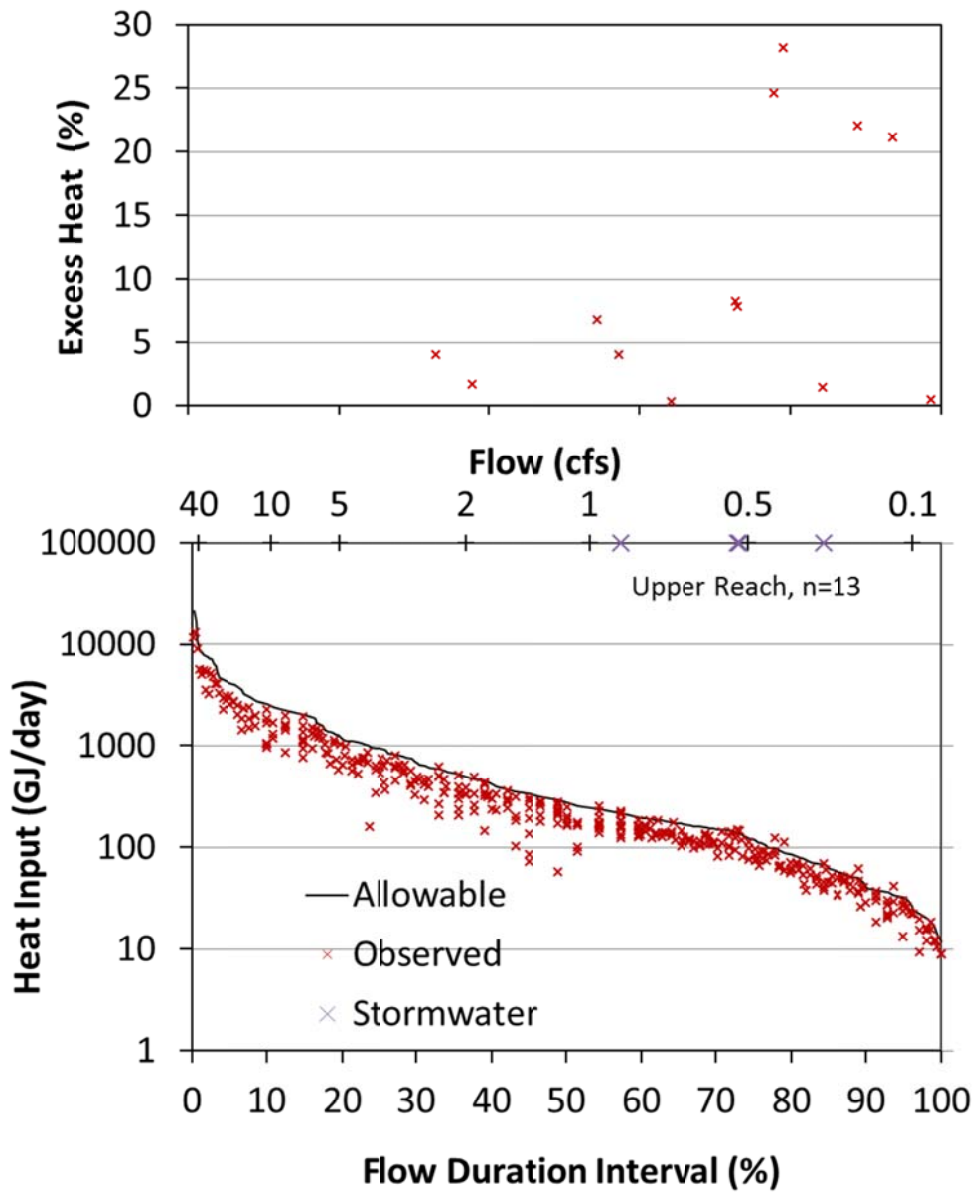 30
25
20
15
10
5
0
Excess Heat (%)
Flow (cfs)
40 10 5 2 1 0.5 0.1
100000
10000
1000
100
10
1
Heat Input (GJ/day)
Upper Reach, n=13
Allowable
Observed
Stormwater
0 10 20 30 40 50 60 70 80 90 100
Flow Duration Interval (%)